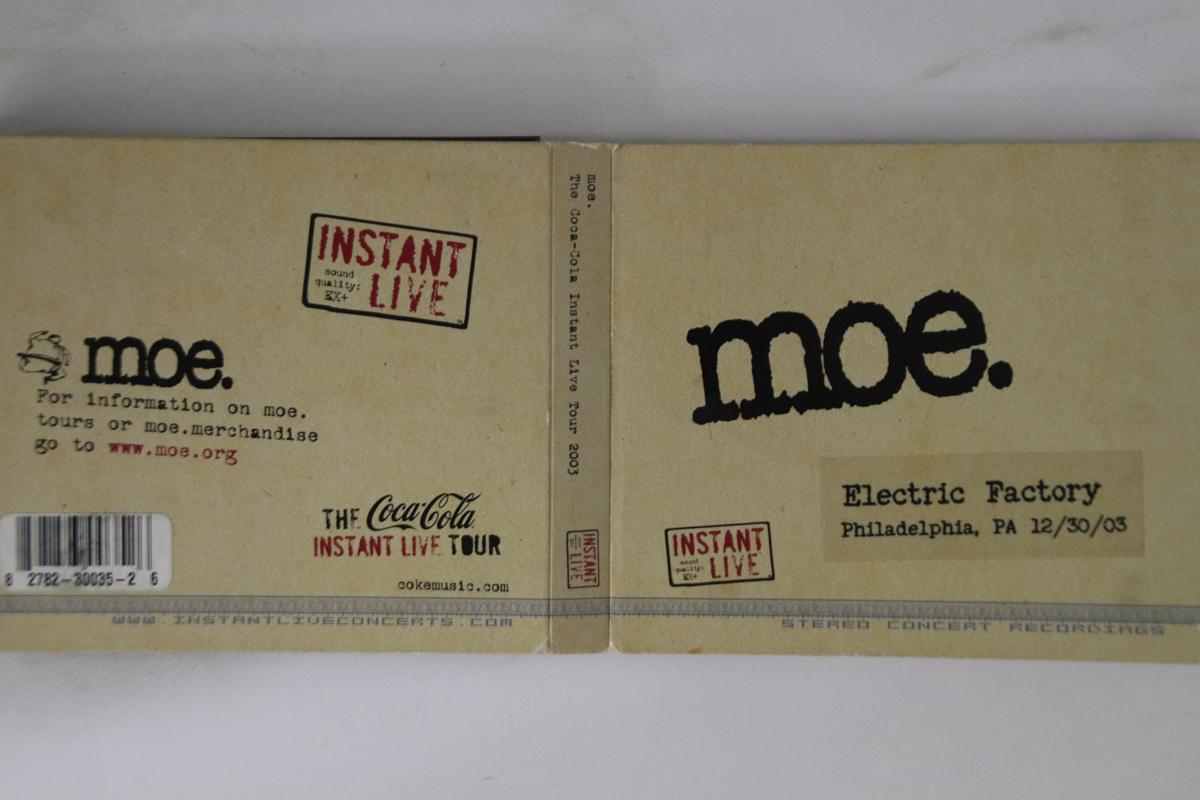 INSTANT
LIVE
sound
quality:
EX+
moe.
For information on moe.
tours or moe.merchandise
go to www.moe.org
THE Coca-Cola
INSTANT LIVE TOUR
cokemusic.com
8 2782-30035-2 6
WWW.INSTANTLIVECONCERTS.COM
moe.
The Coca-Cola Instant Live Tour 2003
INSTANT
LIVE
moe.
Electric Factory
Philadelphia, PA 12/30/03
INSTANT
LIVE
sound
quality:
EX+
STEREO CONCERT RECORDINGS